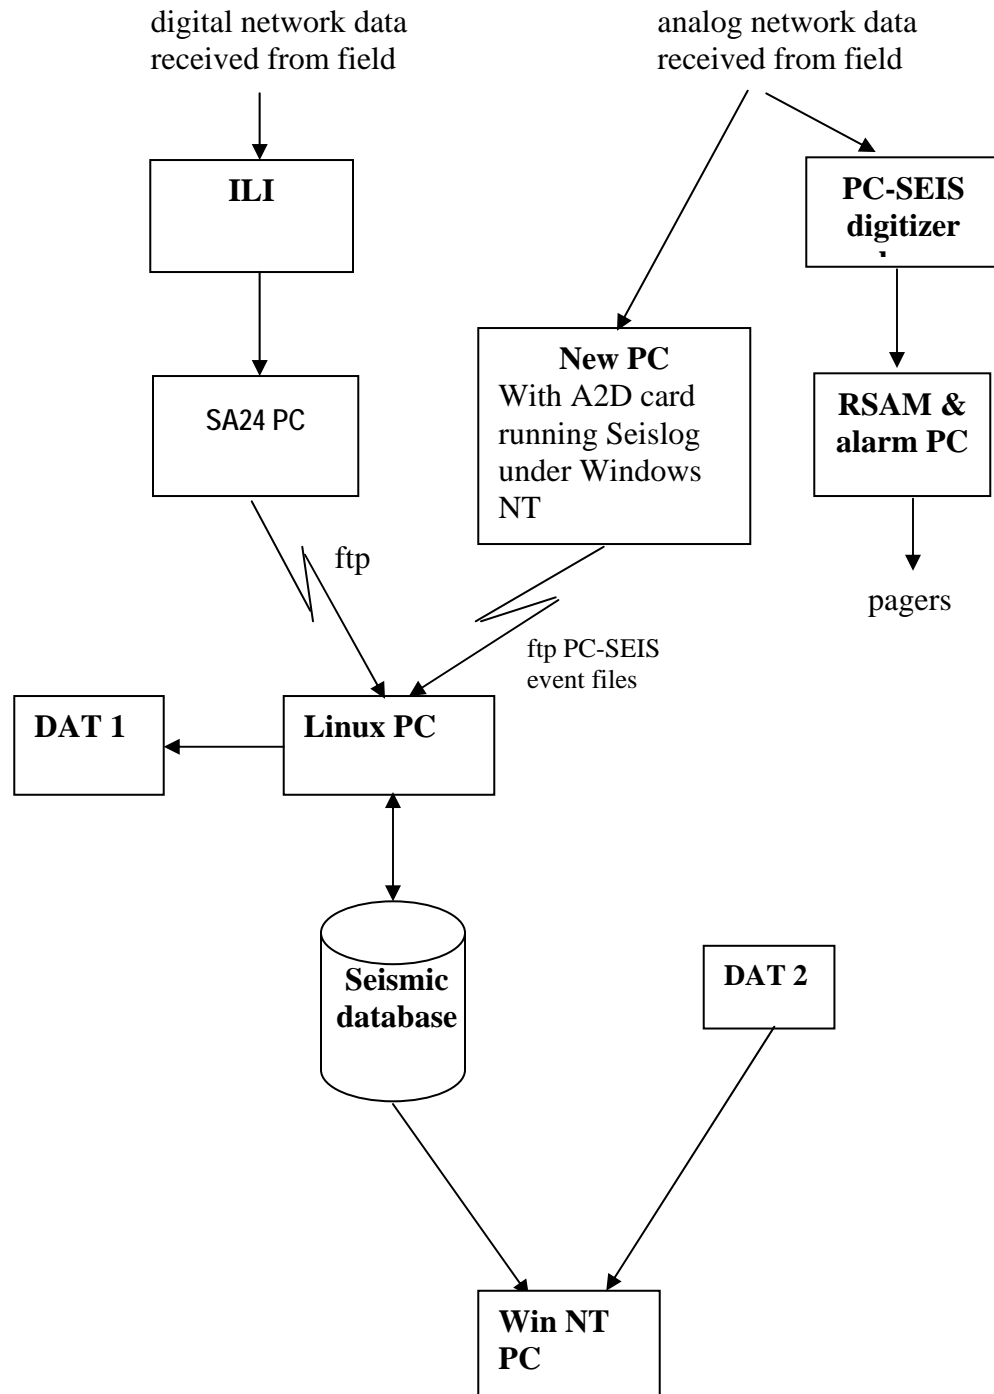 digital network data
received from field
analog network data
received from field
ILI
PC-SEIS
digitizer
New PC
With A2D card
running Seislog
under Windows
NT
RSAM &
alarm PC
SA24 PC
ftp
pagers
ftp PC-SEIS
event files
DAT 1
Linux PC
Seismic
database
DAT 2
Win NT
PC